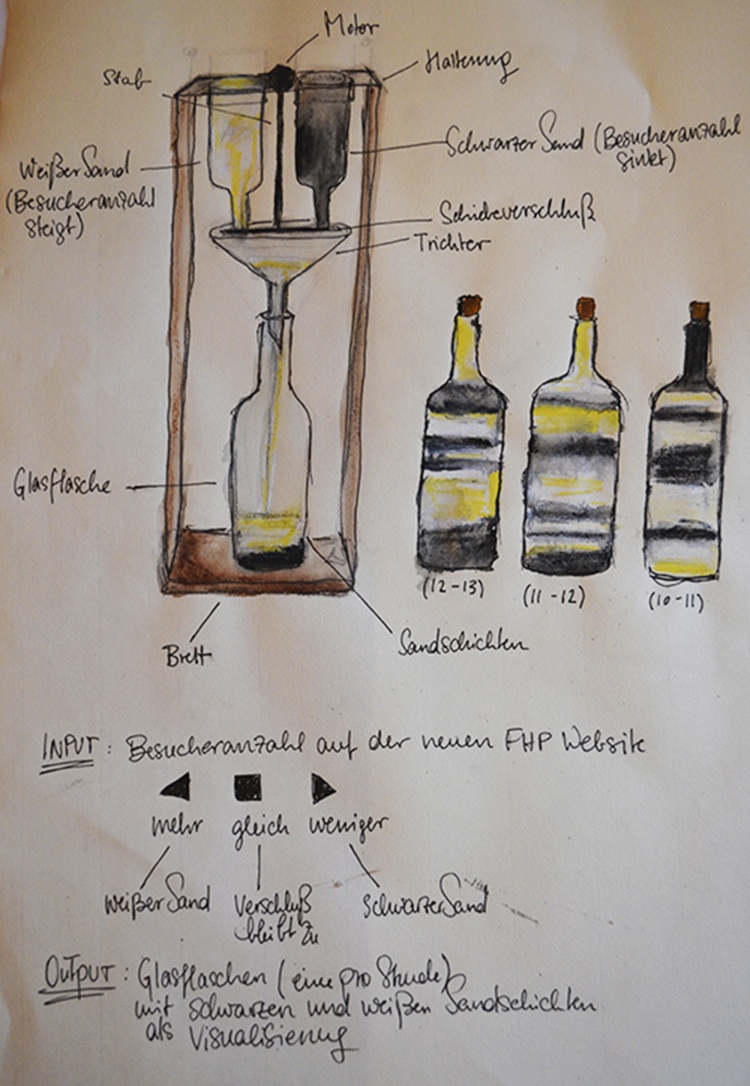 Motor
Stab
Halterung
Weißer Sand
(Besucheranzahl
steigt)
Schwarzer Sand (Besucheranzahl
sinkt)
Schiebeverschluß
Trichter
Glasflasche
(12-13)
(11-12)
(10-11)
Brett
Sandschichten
INPUT: Besucheranzahl auf der neuen FHP Website
mehr gleich weniger
weißer Sand Verschluß schwarzer Sand
bleibt zu
OUTPUT: Glasflaschen (eine pro Stunde)
mit schwarzen und weißen Sandschichten
als Visualisierung